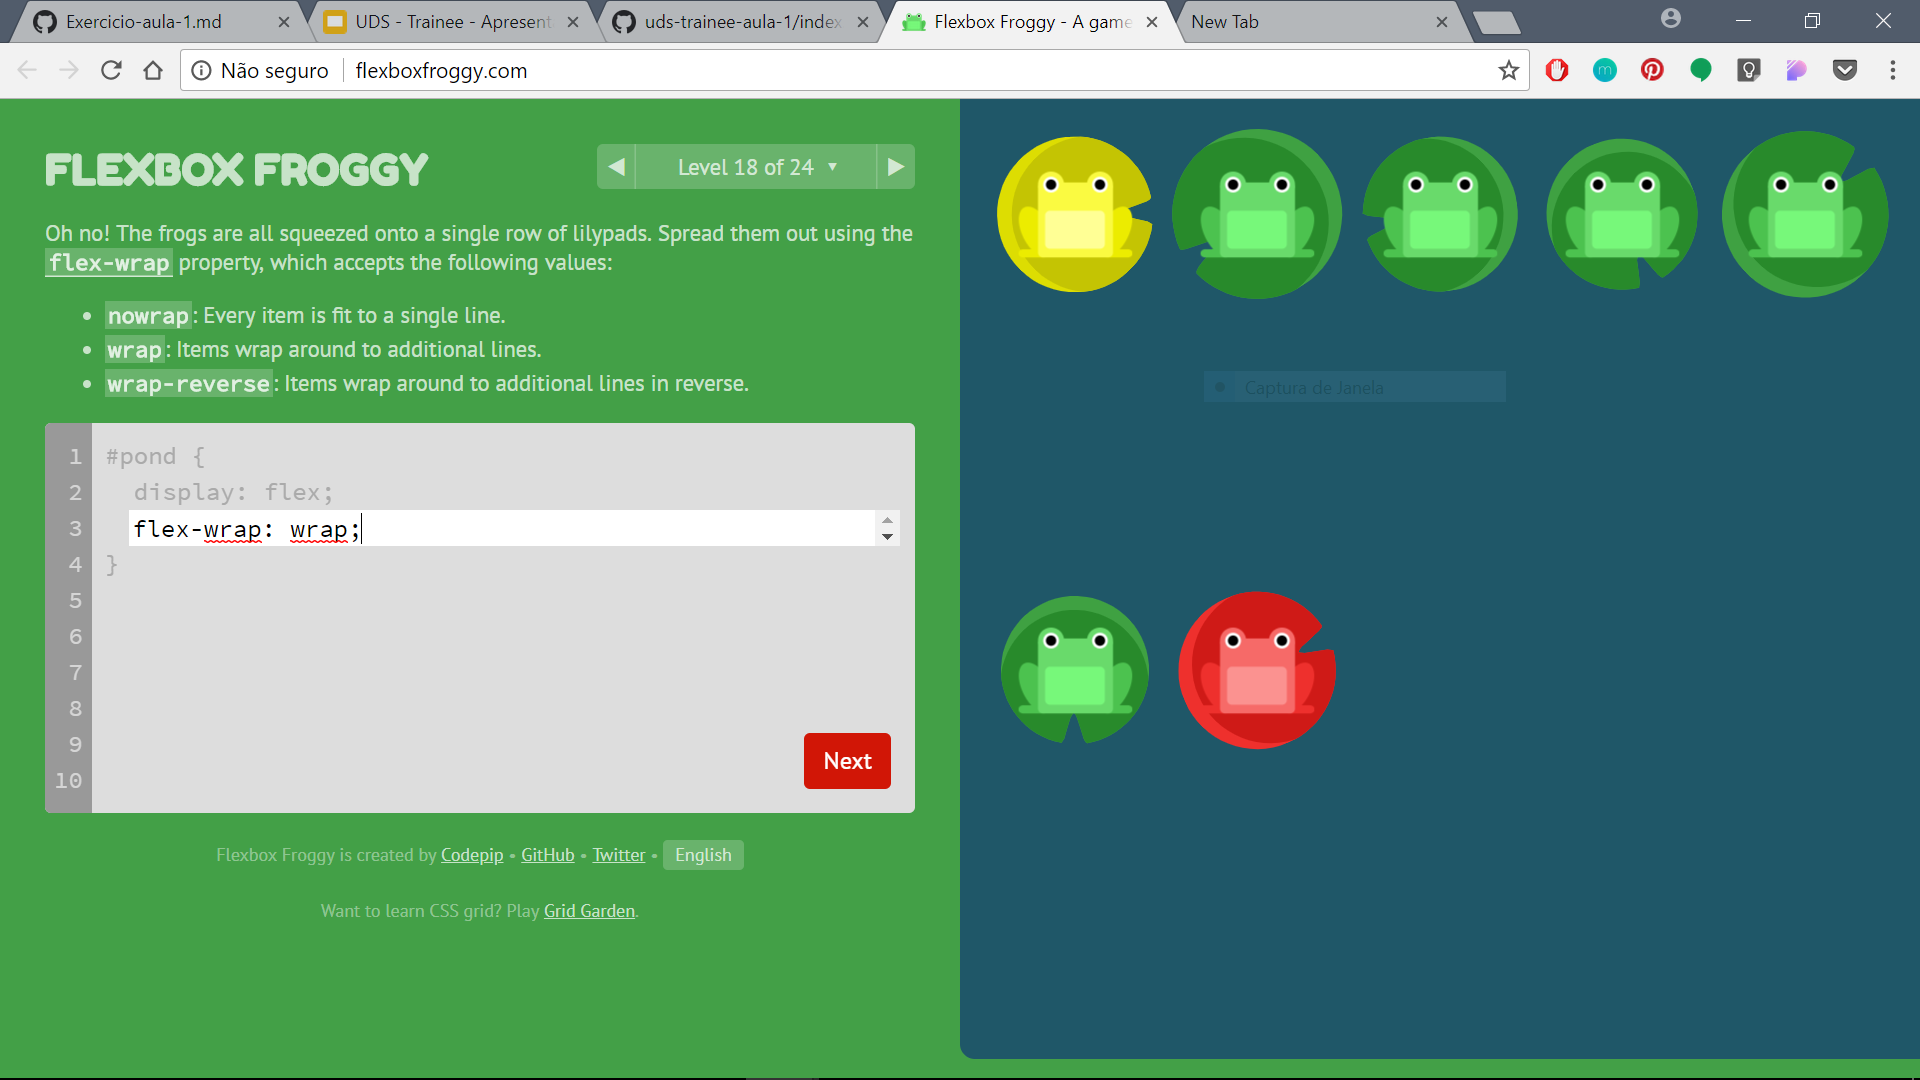 Exercicio-aula-1.md
UDS - Trainee - Apresent
uds-trainee-aula-1/index
Flexbox Froggy - A game
New Tab
Não seguro
flexboxfroggy.com
FLEXBOX FROGGY
Level 18 of 24
Oh no! The frogs are all squeezed onto a single row of lilypads. Spread them out using the
flex-wrap property, which accepts the following values:
• nowrap: Every item is fit to a single line.
• wrap: Items wrap around to additional lines.
• wrap-reverse: Items wrap around to additional lines in reverse.
1 #pond {
2 display: flex;
3 flex-wrap: wrap;
4 }
5
6
7
8
9
10
Next
Flexbox Froggy is created by Codepip • GitHub • Twitter • English
Want to learn CSS grid? Play Grid Garden.
Captura de Janela